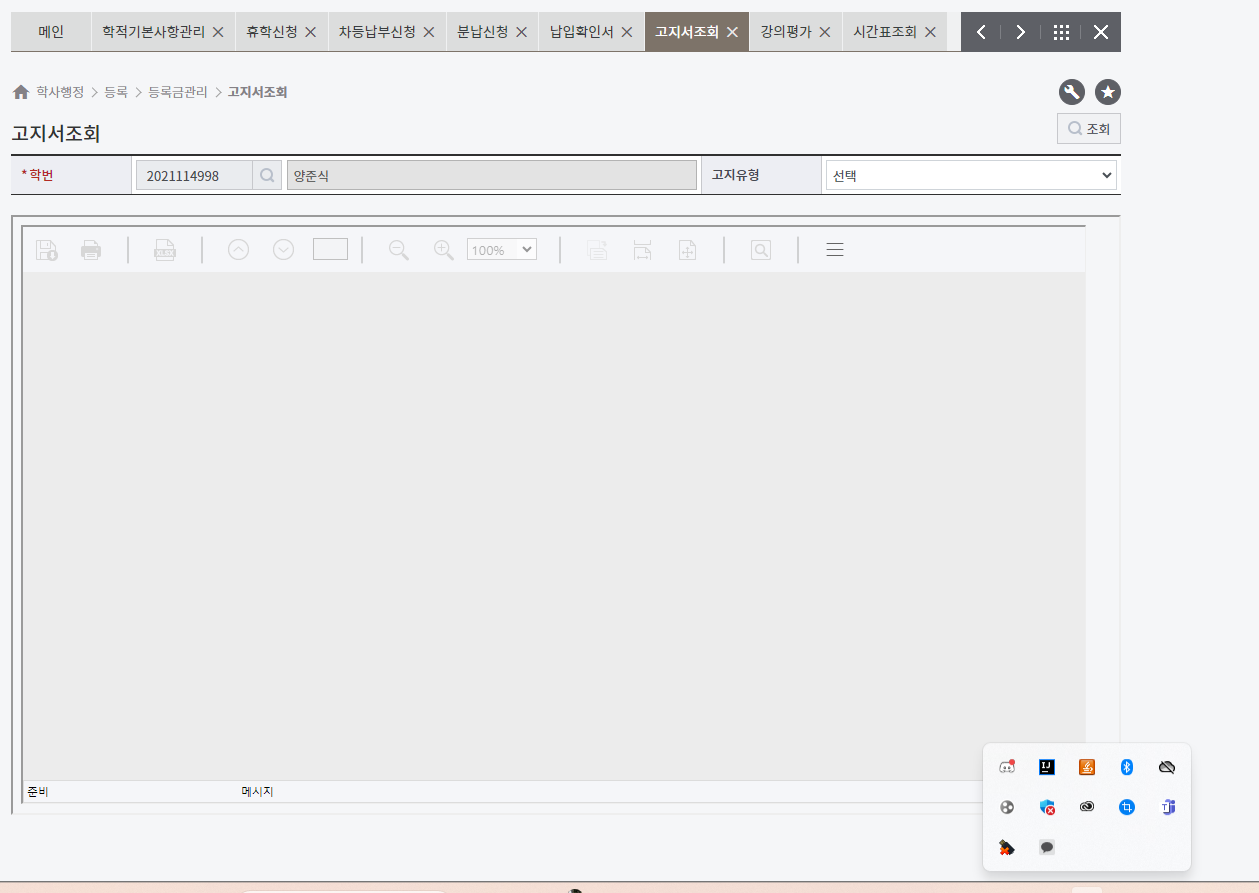 메인 학적기본사항관리 휴학신청 차등납부신청 분납신청 납입확인서 고지서조회 강의평가 시간표조회
학사행정 > 등록 > 등록금관리 > 고지서조회
고지서조회
조회
*학번 2021114998 양준식 고지유형 선택
XLSX 100%
준비 메시지